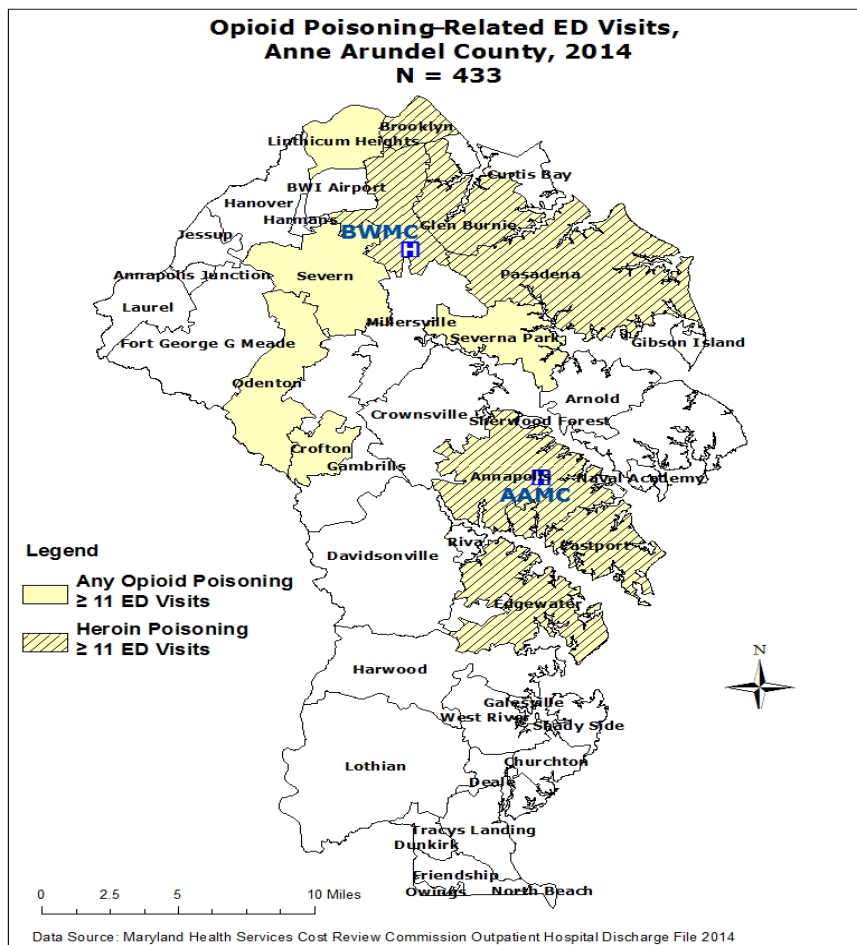 Opioid Poisoning–Related ED Visits,
Anne Arundel County, 2014
N = 433
Brooklyn
Linthicum Heights
Curtis Bay
BWI Airport
Hanover
Harmans
Glen Burnie
Jessup
BWMC
H
Annapolis Junction
Severn
Pasadena
Laurel
Millersville
Severna Park
Fort George G Meade
Gibson Island
Odenton
Arnold
Crownsville
Sherwood Forest
Crofton
Gambrills
Annapolis
H
Naval Academy
AAMC
Riva
Eastport
Davidsonville
Legend
Any Opioid Poisoning
≥ 11 ED Visits
Heroin Poisoning
≥ 11 ED Visits
Edgewater
N
Harwood
Galesville
West River
Shady Side
Lothian
Churchton
Deale
Tracys Landing
Dunkirk
Friendship
Owings
North Beach
0 2.5 5 10 Miles
Data Source: Maryland Health Services Cost Review Commission Outpatient Hospital Discharge File 2014